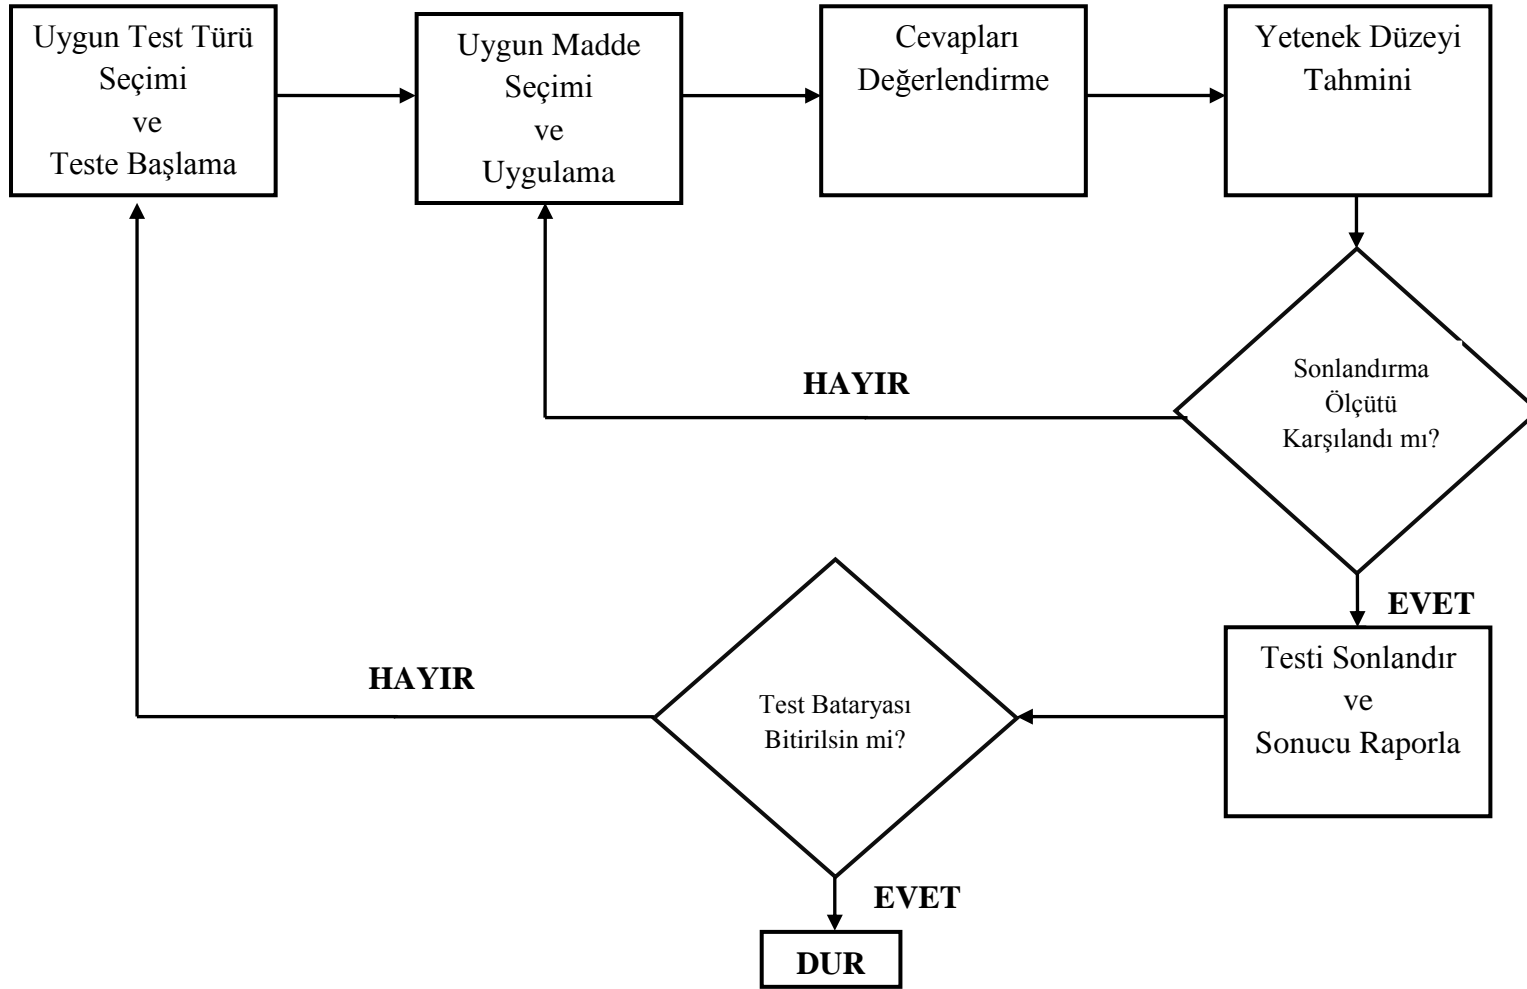 Uygun Test Türü
Seçimi
ve
Teste Başlama
Uygun Madde
Seçimi
ve
Uygulama
Cevapları
Değerlendirme
Yetenek Düzeyi
Tahmini
Sonlandırma
Ölçütü
Karşılandı mı?
HAYIR
EVET
Testi Sonlandır
ve
Sonucu Raporla
Test Bataryası
Bitirilsin mi?
HAYIR
EVET
DUR